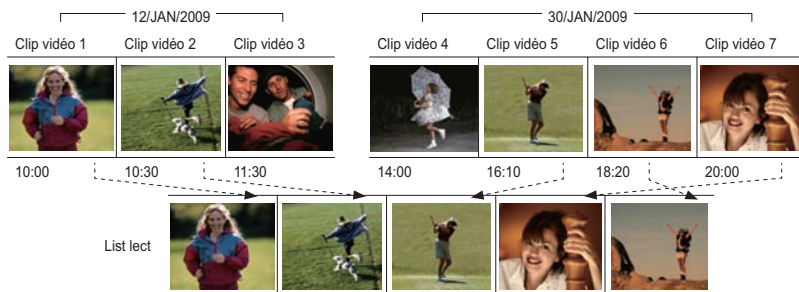 12/JAN/2009 30/JAN/2009
Clip vidéo 1 Clip vidéo 2 Clip vidéo 3 Clip vidéo 4 Clip vidéo 5 Clip vidéo 6 Clip vidéo 7
10:00 10:30 11:30 14:00 16:10 18:20 20:00
List lect